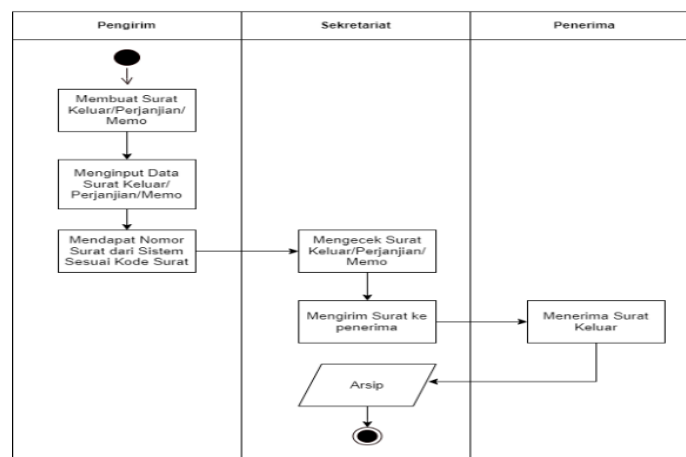 Pengirim
Sekretariat
Penerima
Membuat Surat
Keluar/Perjanjian/
Memo
Menginput Data
Surat Keluar/
Perjanjian/Memo
Mendapat Nomor
Surat dari Sistem
Sesuai Kode Surat
Mengecek Surat
Keluar/Perjanjian/
Memo
Mengirim Surat ke
penerima
Menerima Surat
Keluar
Arsip